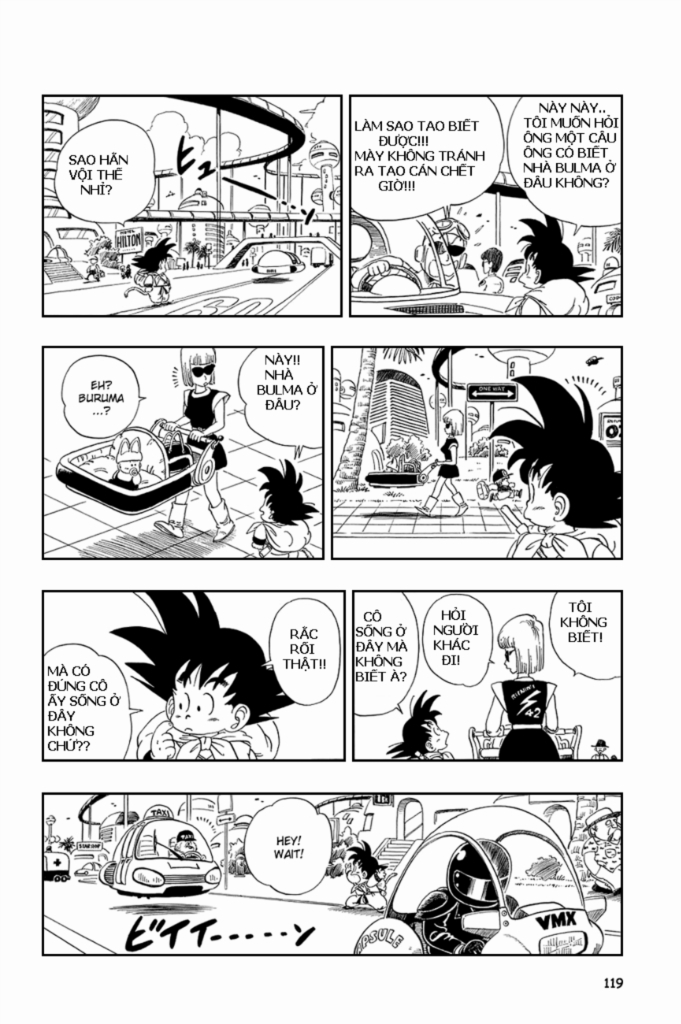 NÀY NÀY..
TÔI MUỐN HỎI
ÔNG MỘT CÂU
ÔNG CÓ BIẾT
NHÀ BULMA Ở
ĐÂU KHÔNG?
LÀM SAO TAO BIẾT
ĐƯỢC!!!
MÀY KHÔNG TRÁNH
RA TAO CÁN CHẾT
GIỜ!!!
SAO HẮN
VỘI THẾ
NHỈ?
HILTON
ONE WAY
NÀY!!
NHÀ
BULMA Ở
ĐÂU?
EH?
BURUMA
...?
TÔI
KHÔNG
BIẾT!
HỎI
NGƯỜI
KHÁC
ĐI!
CÔ
SỐNG Ở
ĐÂY MÀ
KHÔNG
BIẾT À?
42
RẮC
RỐI
THẬT!!
MÀ CÓ
ĐÚNG CÔ
ẤY SỐNG Ở
ĐÂY
KHÔNG
CHỨ??
HEY!
WAIT!
TAXI
TAXI
VMX
PSULE
ビイイ・・・・・ン
119